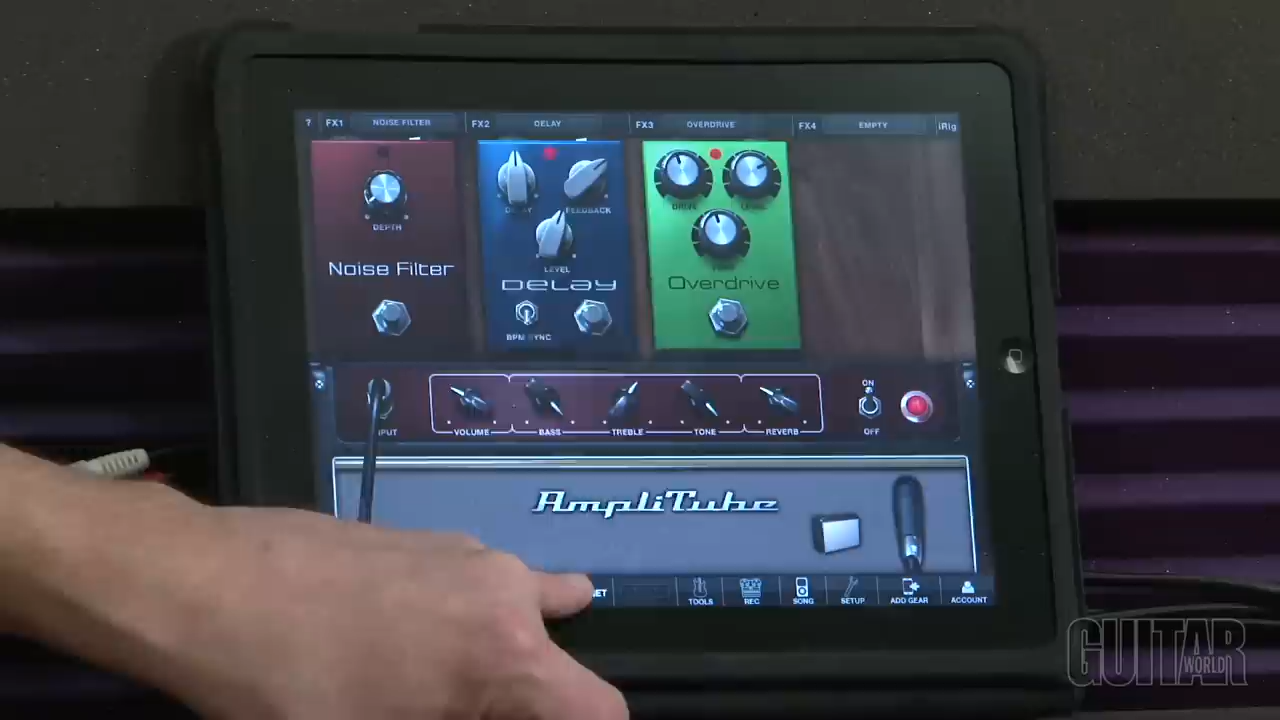 ? FX1 NOISE FILTER FX2 DELAY FX3 OVERDRIVE FX4 EMPTY iRig
DELAY FEEDBACK DRIVE LEVEL
DEPTH
LEVEL
Noise Filter DELAY Overdrive
BPM SYNC
ON
VOLUME BASS TREBLE TONE REVERB OFF
AmpliTube
TOOLS REC SONG SETUP ADD GEAR ACCOUNT
GUITAR
WORLD